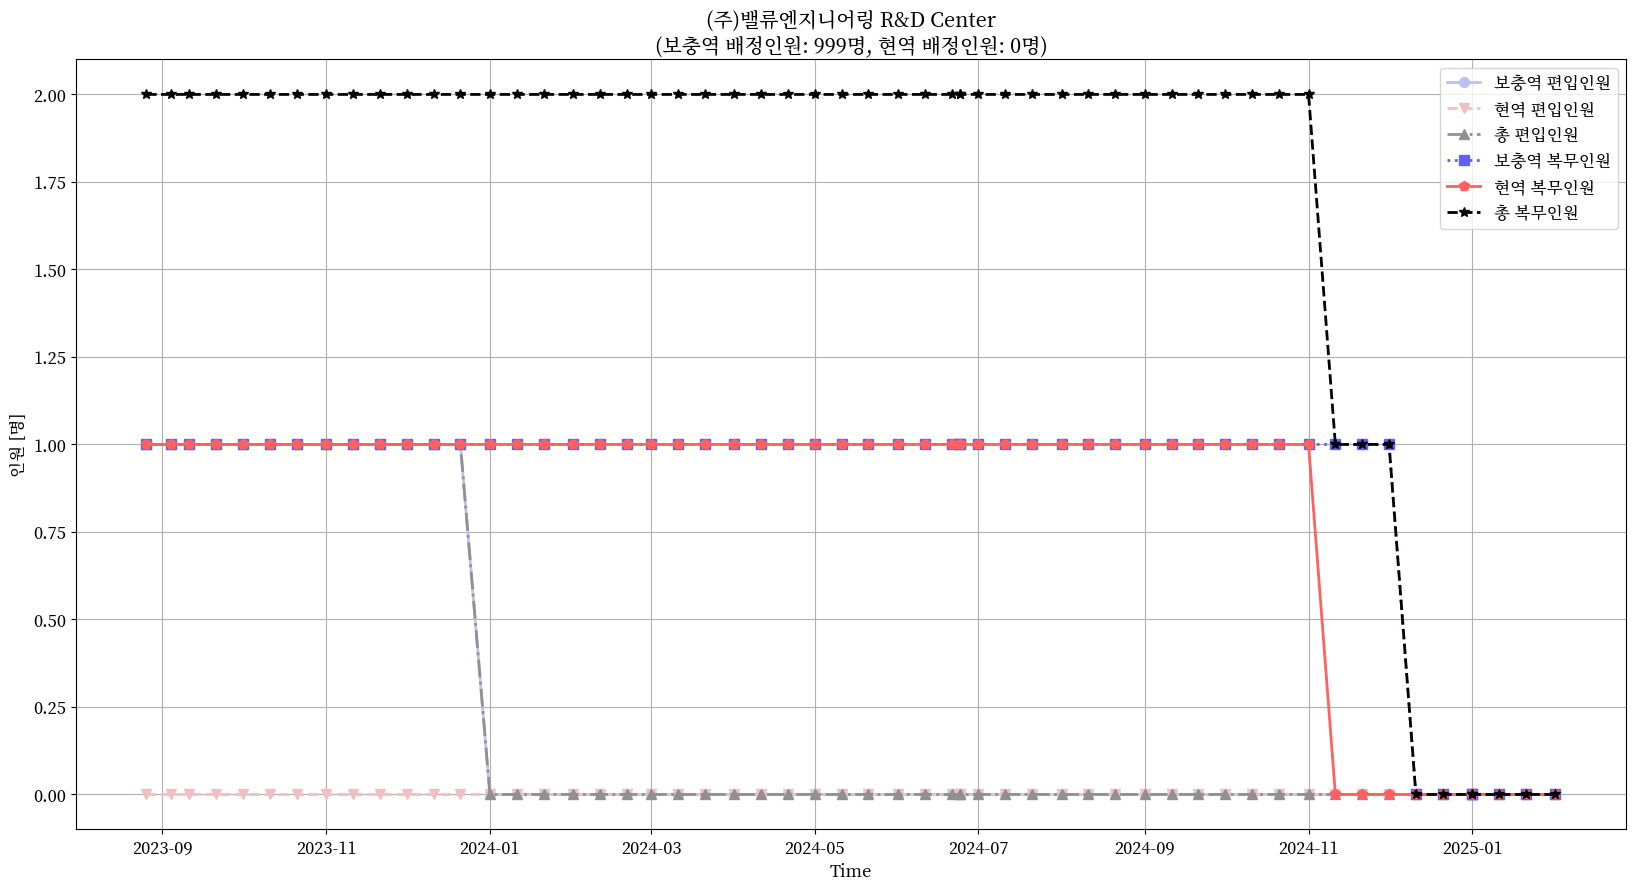 (주)밸류엔지니어링 R&D Center
(보충역 배정인원: 999명, 현역 배정인원: 0명)
보충역 편입인원
현역 편입인원
총 편입인원
보충역 복무인원
현역 복무인원
총 복무인원
인원 [명]
2.00
1.75
1.50
1.25
1.00
0.75
0.50
0.25
0.00
2023-09 2023-11 2024-01 2024-03 2024-05 2024-07 2024-09 2024-11 2025-01
Time